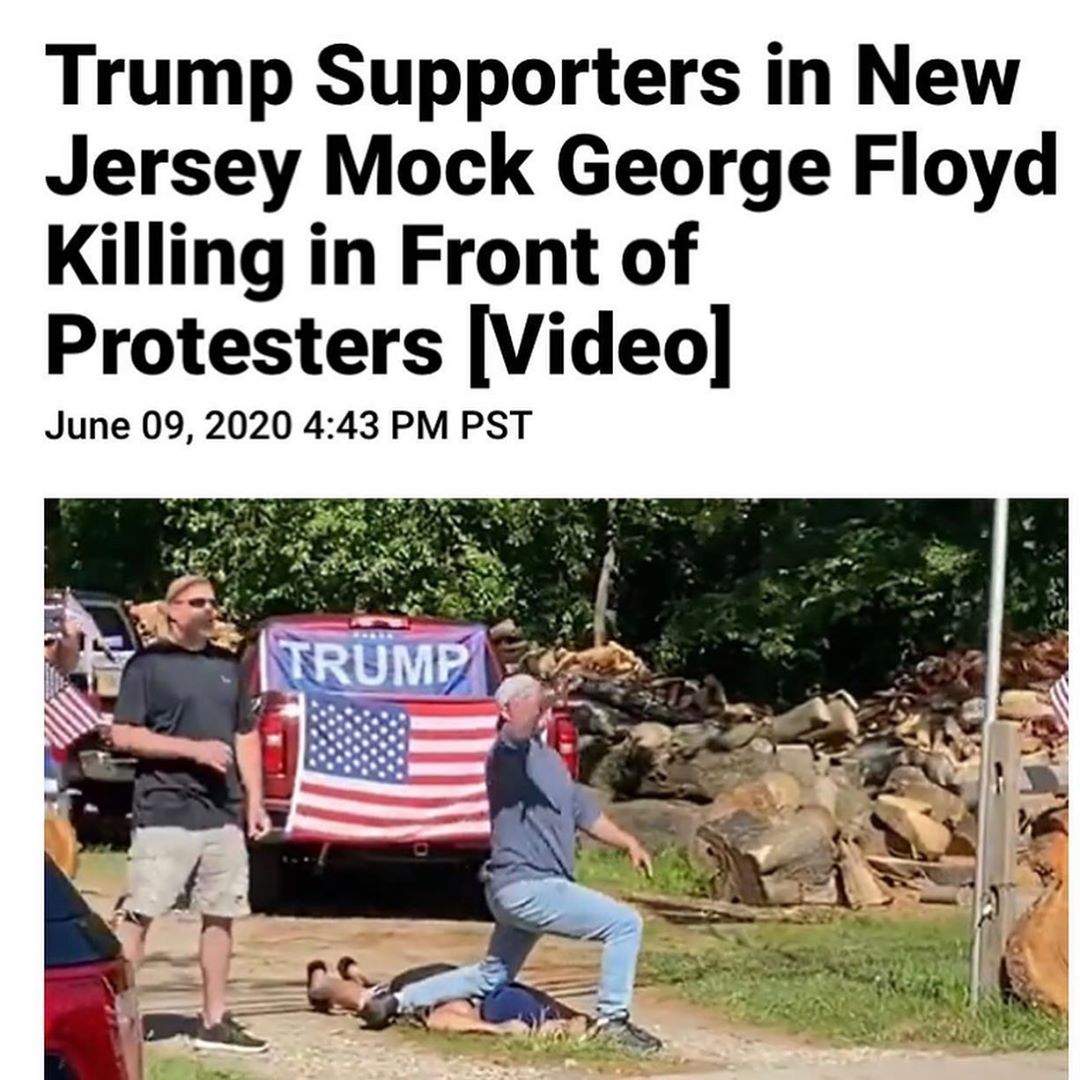 Trump Supporters in New
Jersey Mock George Floyd
Killing in Front of
Protesters [Video]
June 09, 2020 4:43 PM PST
TRUMP